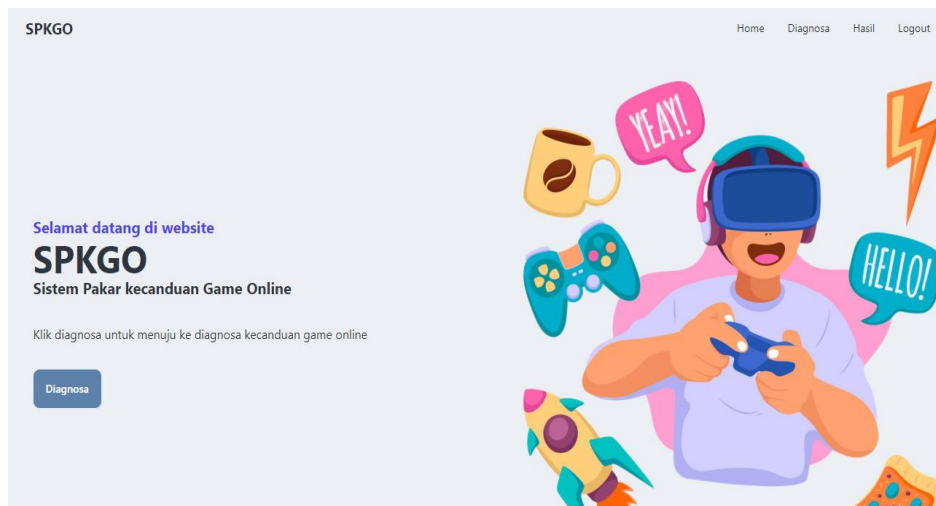 SPKGO
Home Diagnosa Hasil Logout
YEAY!
HELLO!
Selamat datang di website
SPKGO
Sistem Pakar kecanduan Game Online
Klik diagnosa untuk menuju ke diagnosa kecanduan game online
Diagnosa